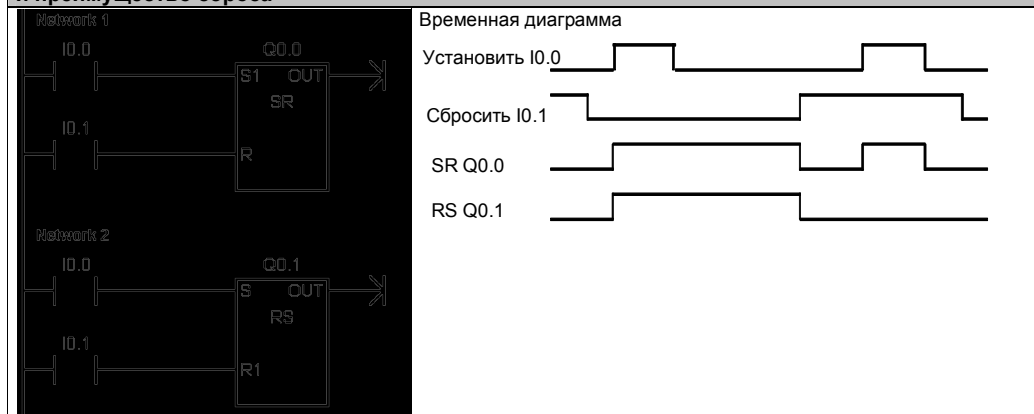 и преимущество сброса
Network 1
I0.0
Q0.0
S1 OUT
SR
I0.1
R
Network 2
I0.0
Q0.1
S OUT
RS
I0.1
R1
Временная диаграмма
Установить I0.0
Сбросить I0.1
SR Q0.0
RS Q0.1